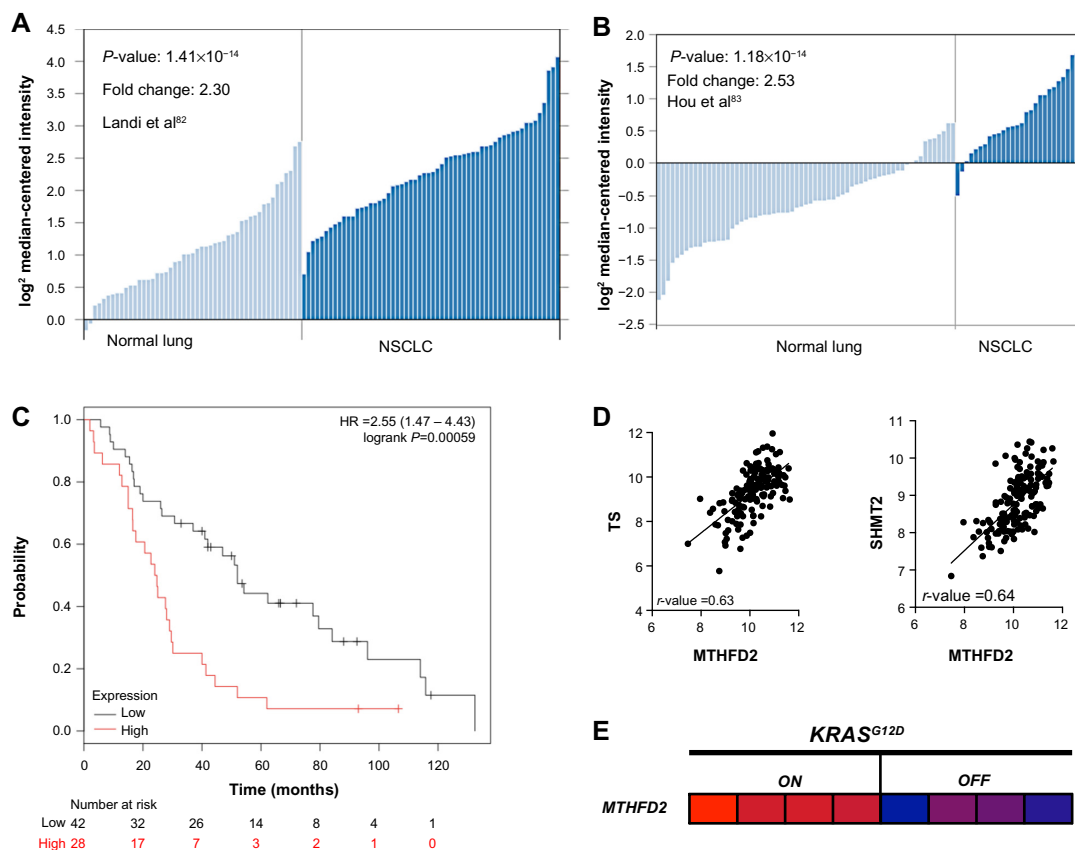 A
log² median-centered intensity
4.5
4.0
3.5
3.0
2.5
2.0
1.5
1.0
0.5
0.0
P-value: 1.41×10⁻¹⁴
Fold change: 2.30
Landi et al⁸²
Normal lung
NSCLC
B
log² median-centered intensity
2.0
1.5
1.0
0.5
0.0
−0.5
−1.0
−1.5
−2.0
−2.5
P-value: 1.18×10⁻¹⁴
Fold change: 2.53
Hou et al⁸³
Normal lung
NSCLC
C
Probability
1.0
0.8
0.6
0.4
0.2
0.0
HR =2.55 (1.47 – 4.43)
logrank P=0.00059
Expression
Low
High
0 20 40 60 80 100 120
Time (months)
Number at risk
Low 42 32 26 14 8 4 1
High 28 17 7 3 2 1 0
D
TS
12
10
8
6
4
r-value =0.63
6 8 10 12
MTHFD2
SHMT2
11
10
9
8
7
6
r-value =0.64
6 8 10 12
MTHFD2
E
KRAS^G12D
ON OFF
MTHFD2